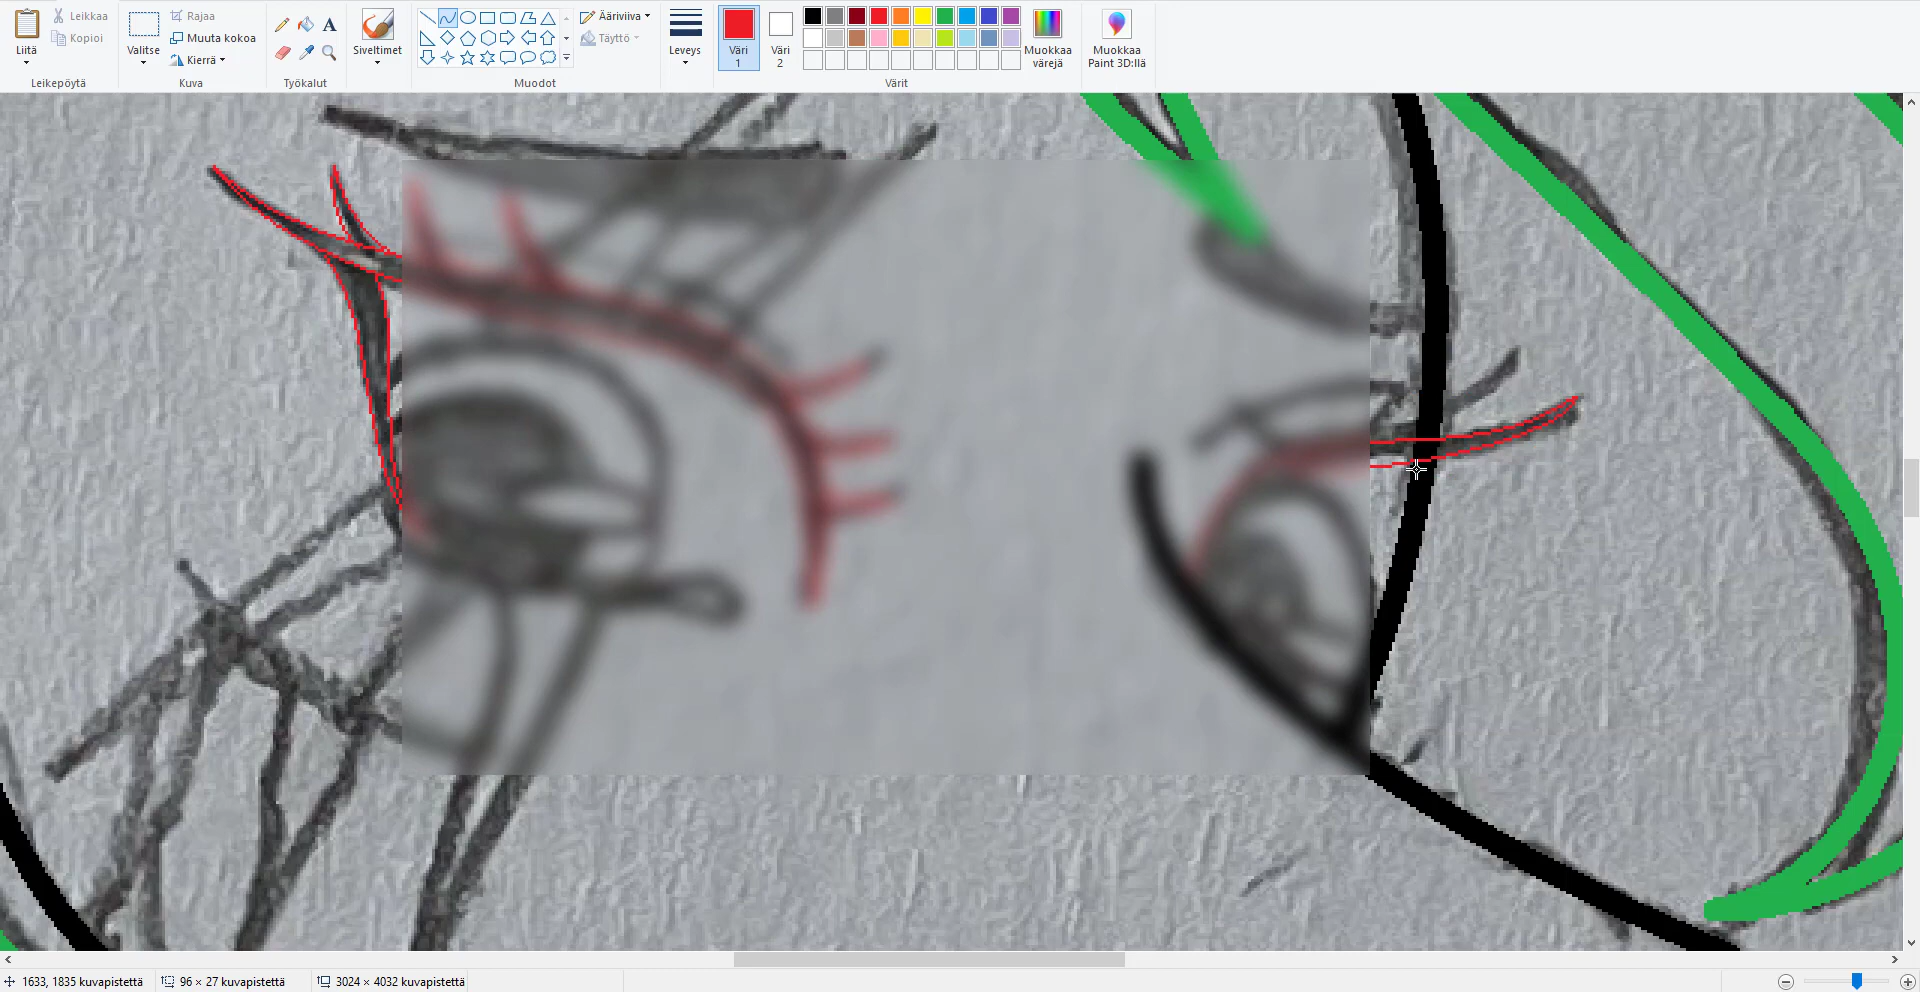 Liitä
Leikkaa
Kopioi
Leikepöytä
Valitse
Rajaa
Muuta kokoa
Kierrä
Kuva
A
Työkalut
Siveltimet
Ääriviiva
Täyttö
Muodot
Leveys
Väri
1
Väri
2
Muokkaa
värejä
Värit
Muokkaa
Paint 3D:llä
1633, 1835 kuvapistettä
96 × 27 kuvapistettä
3024 × 4032 kuvapistettä